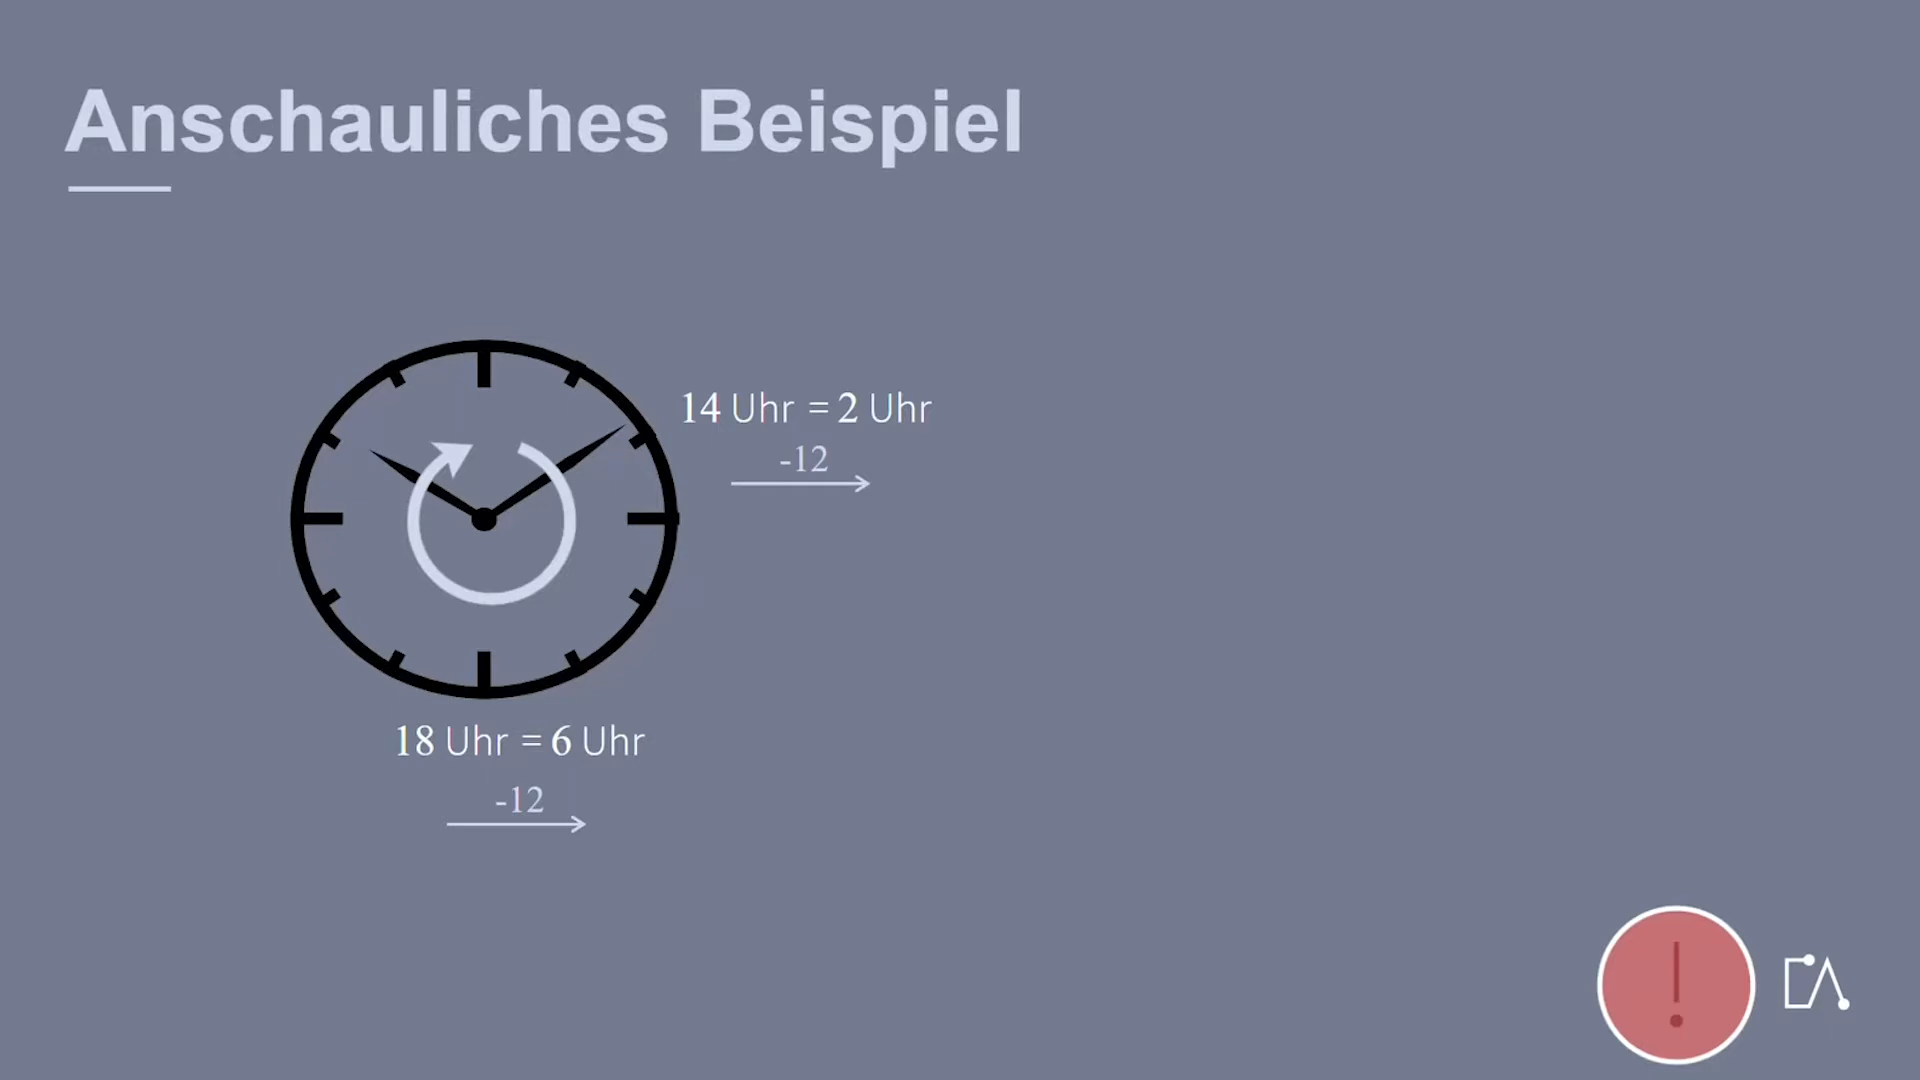 Anschauliches Beispiel
14 Uhr = 2 Uhr
-12
18 Uhr = 6 Uhr
-12
!